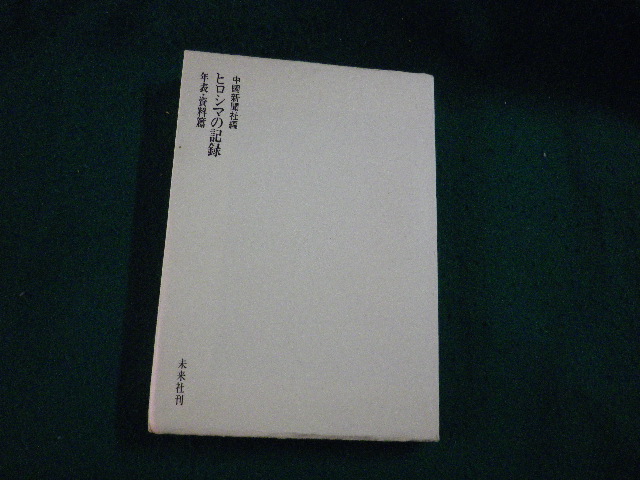 中國新聞社編
ヒロシマの記録
年表・資料篇
未来社刊